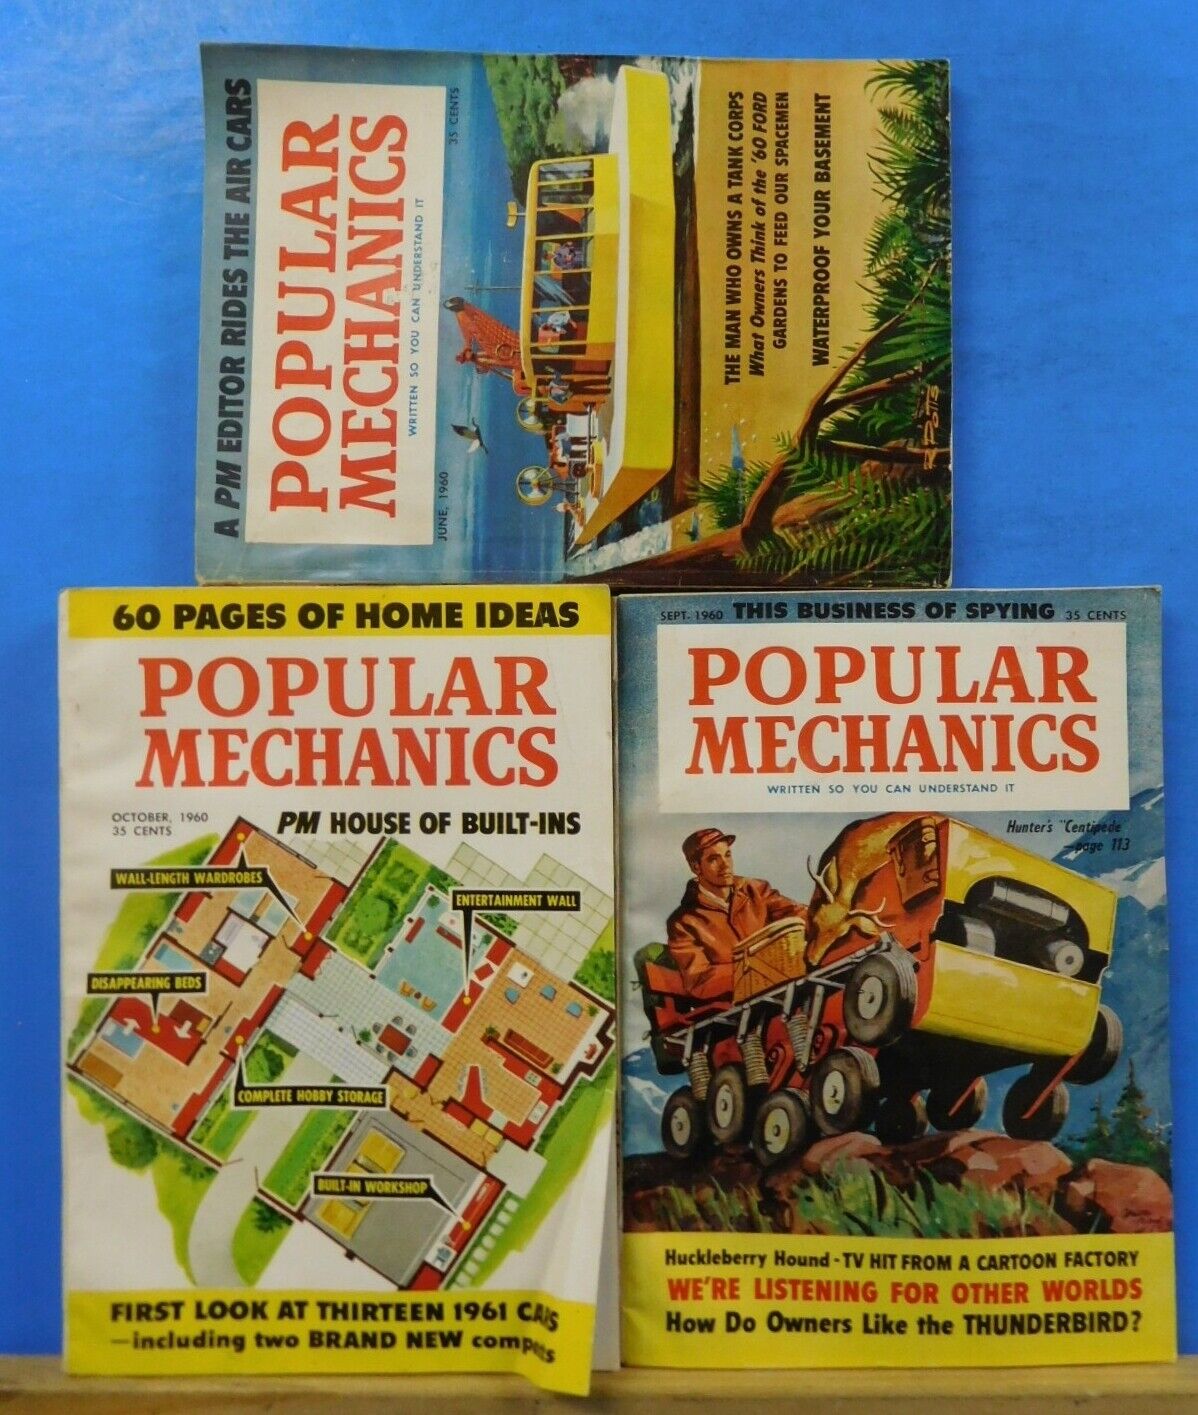 A PM EDITOR RIDES THE AIR CARS
POPULAR
MECHANICS
WRITTEN SO YOU CAN UNDERSTAND IT
JUNE, 1960
35 CENTS
THE MAN WHO OWNS A TANK CORPS
What Owners Think of the '60 FORD
GARDENS TO FEED OUR SPACEMEN
WATERPROOF YOUR BASEMENT
POTTS
60 PAGES OF HOME IDEAS
POPULAR
MECHANICS
OCTOBER, 1960
35 CENTS
PM HOUSE OF BUILT-INS
WALL-LENGTH WARDROBES
ENTERTAINMENT WALL
DISAPPEARING BEDS
COMPLETE HOBBY STORAGE
BUILT-IN WORKSHOP
FIRST LOOK AT THIRTEEN 1961 CARS
—including two BRAND NEW compacts
SEPT. 1960 THIS BUSINESS OF SPYING 35 CENTS
POPULAR
MECHANICS
WRITTEN SO YOU CAN UNDERSTAND IT
Hunter's "Centipede"
—page 113
Huckleberry Hound - TV HIT FROM A CARTOON FACTORY
WE'RE LISTENING FOR OTHER WORLDS
How Do Owners Like the THUNDERBIRD?